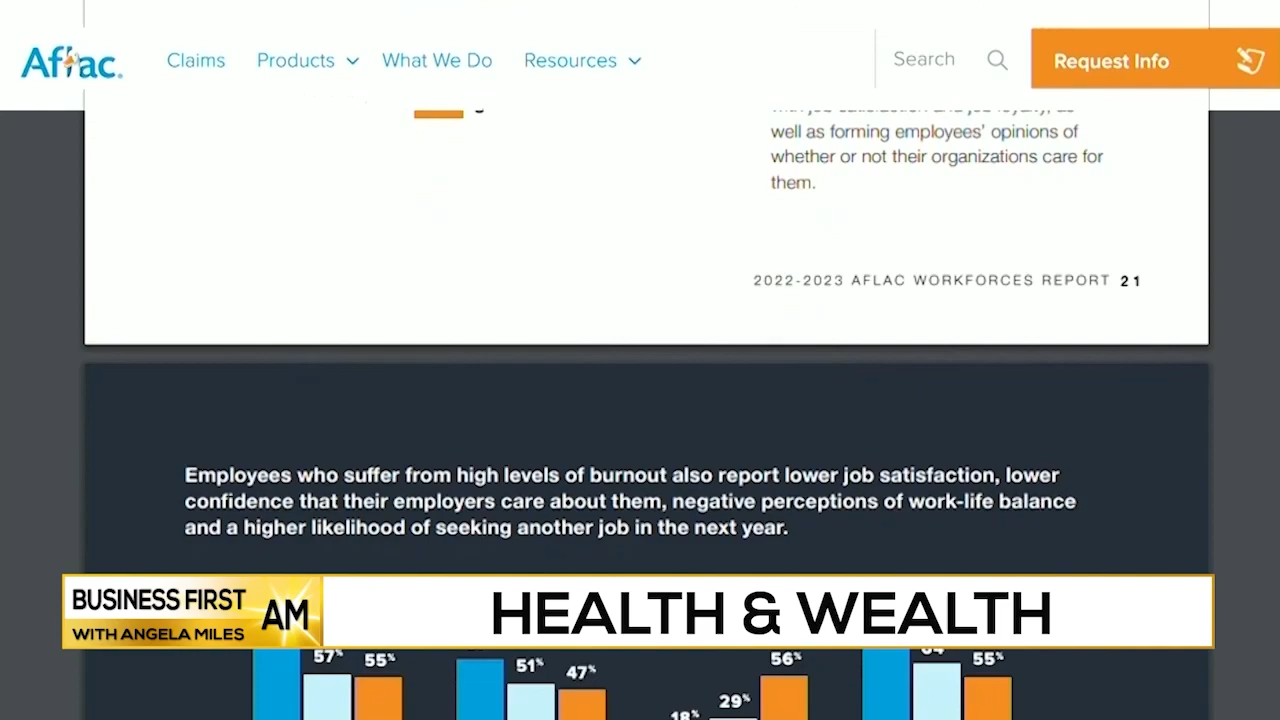 Aflac
Claims
Products
What We Do
Resources
Search
Request Info
well as forming employees' opinions of
whether or not their organizations care for
them.
2022-2023 AFLAC WORKFORCES REPORT 21
Employees who suffer from high levels of burnout also report lower job satisfaction, lower
confidence that their employers care about them, negative perceptions of work-life balance
and a higher likelihood of seeking another job in the next year.
BUSINESS FIRST
WITH ANGELA MILES
AM
HEALTH & WEALTH
57%
55%
51%
47%
18%
29%
56%
55%